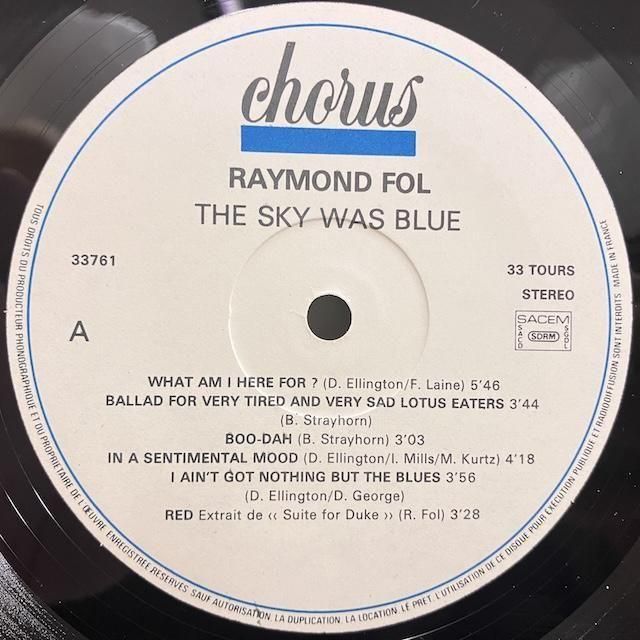 chorus
RAYMOND FOL
THE SKY WAS BLUE
33761
33 TOURS
STEREO
A
SACEM
SACD
SDRM
SGDL
WHAT AM I HERE FOR ? (D. Ellington/F. Laine) 5'46
BALLAD FOR VERY TIRED AND VERY SAD LOTUS EATERS 3'44
(B. Strayhorn)
BOO-DAH (B. Strayhorn) 3'03
IN A SENTIMENTAL MOOD (D. Ellington/I. Mills/M. Kurtz) 4'18
I AIN'T GOT NOTHING BUT THE BLUES 3'56
(D. Ellington/D. George)
RED Extrait de ‹‹ Suite for Duke ›› (R. Fol) 3'28
TOUS DROITS DU PRODUCTEUR PHONOGRAPHIQUE ET DU PROPRIETAIRE DE L'ŒUVRE ENREGISTREE RESERVES. SAUF AUTORISATION, LA DUPLICATION, LA LOCATION, LE PRET, L'UTILISATION DE CE DISQUE POUR EXECUTION PUBLIQUE ET RADIODIFFUSION SONT INTERDITS. MADE IN FRANCE